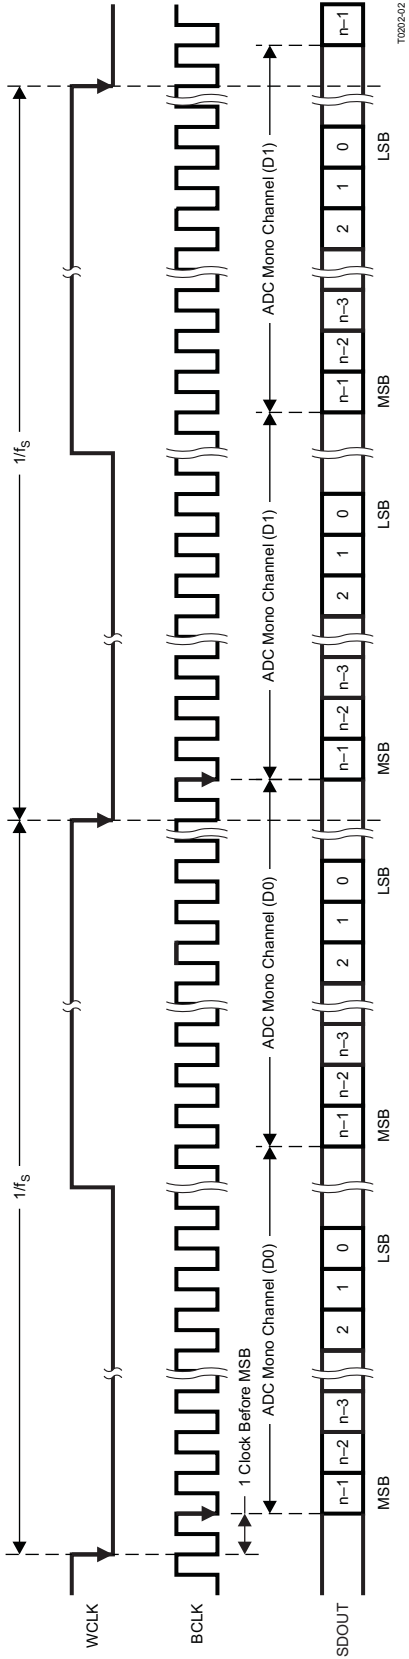 1/fS
1/fS
WCLK
BCLK
1 Clock Before MSB
ADC Mono Channel (D0)
ADC Mono Channel (D0)
ADC Mono Channel (D1)
ADC Mono Channel (D1)
SDOUT
n–1 n–2 n–3 2 1 0 n–1 n–2 n–3 2 1 0 n–1 n–2 n–3 2 1 0 n–1 n–2 n–3 2 1 0 n–1
MSB LSB MSB LSB MSB LSB MSB LSB
T0202-02